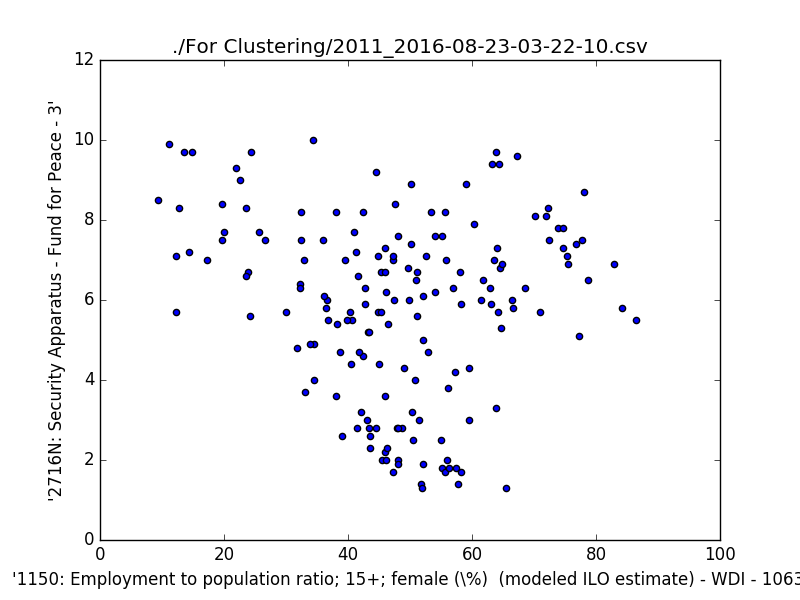 ./For Clustering/2011_2016-08-23-03-22-10.csv
12
10
8
6
4
2
0
'2716N: Security Apparatus - Fund for Peace - 3'
0 20 40 60 80 100
'1150: Employment to population ratio; 15+; female (\%)  (modeled ILO estimate) - WDI - 1063